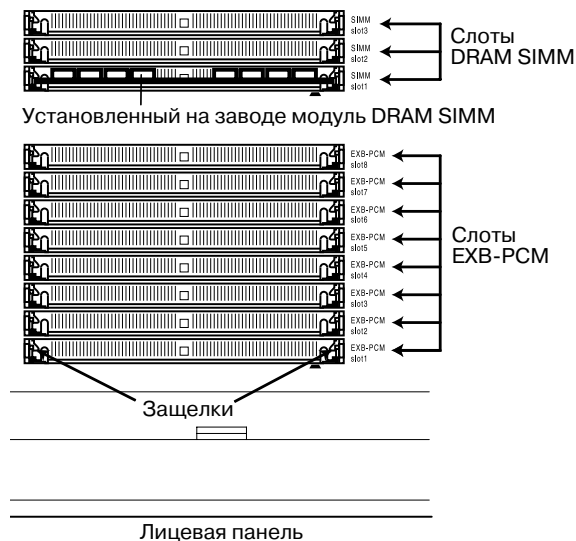 SIMM
slot3
SIMM
slot2
SIMM
slot1
Слоты
DRAM SIMM
Установленный на заводе модуль DRAM SIMM
EXB-PCM
slot8
EXB-PCM
slot7
EXB-PCM
slot6
EXB-PCM
slot5
EXB-PCM
slot4
EXB-PCM
slot3
EXB-PCM
slot2
EXB-PCM
slot1
Слоты
EXB-PCM
Защелки
Лицевая панель